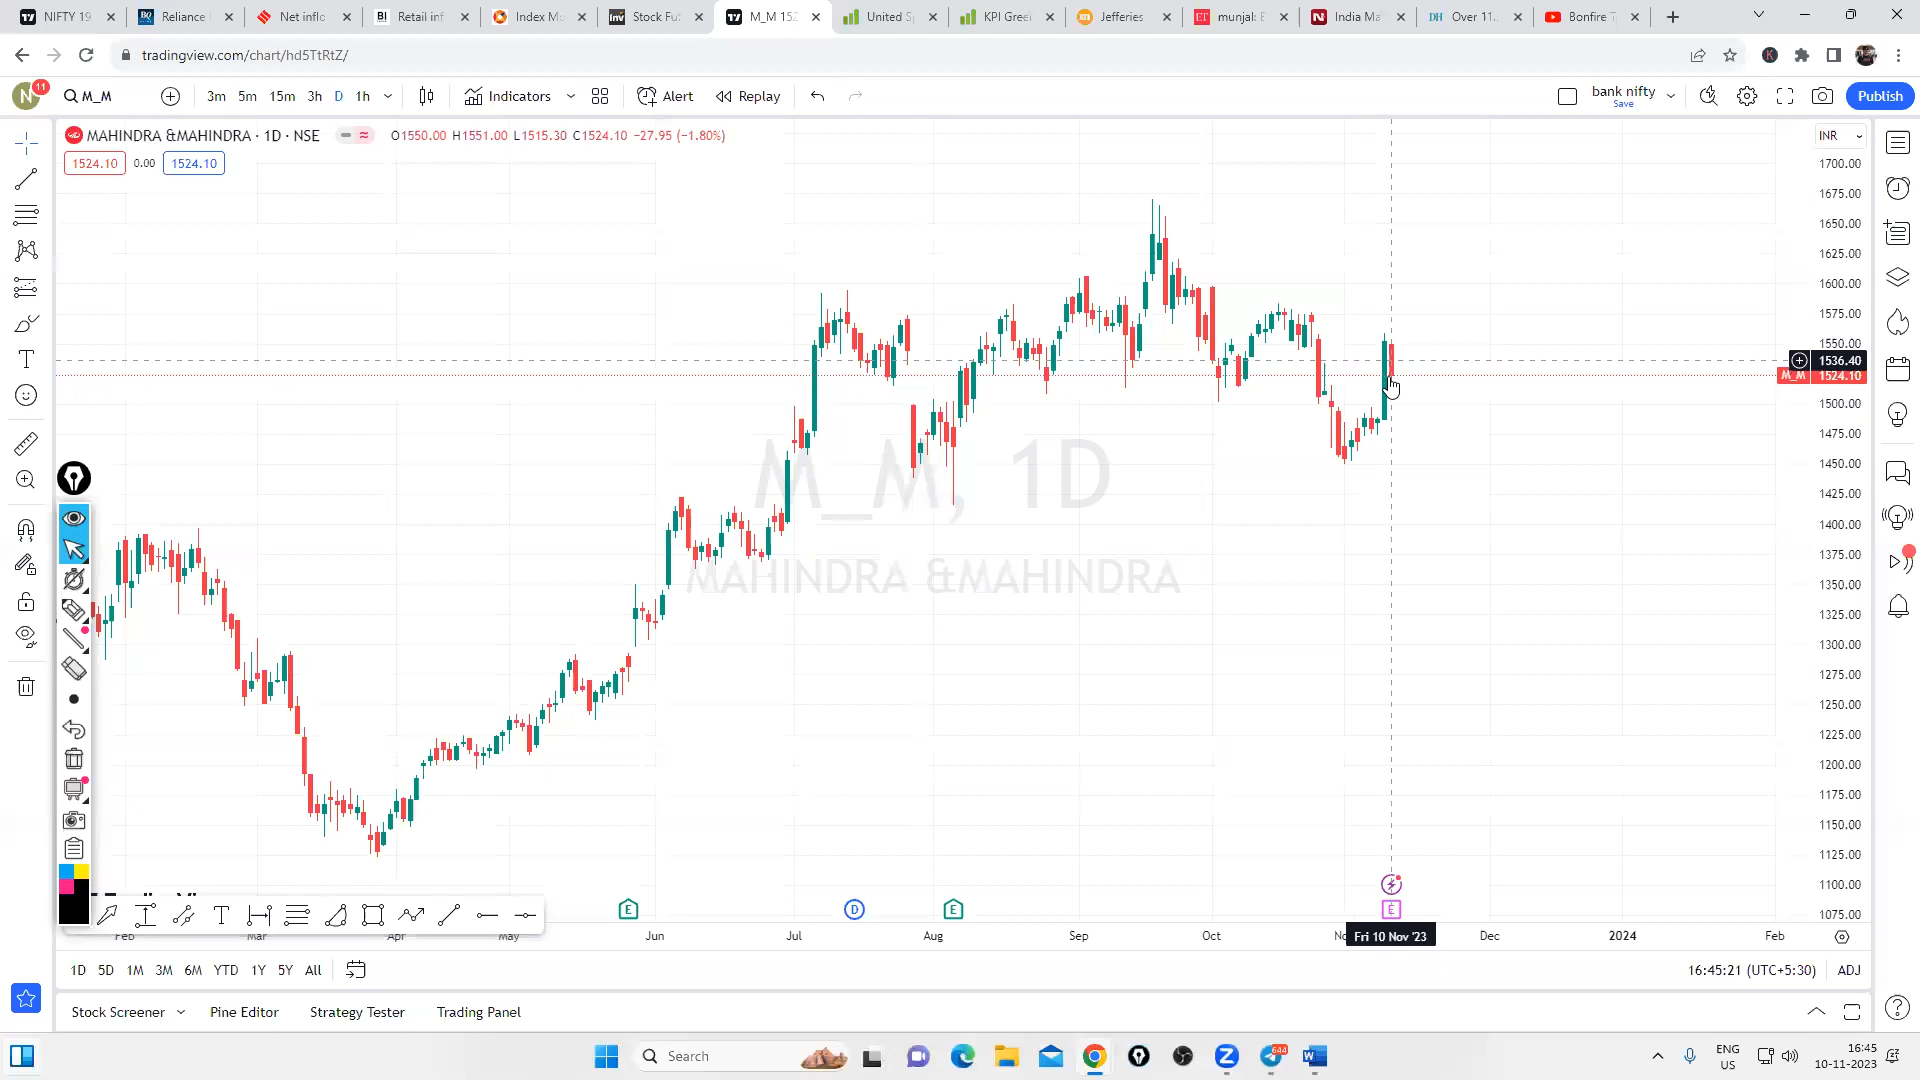 NIFTY 19
Reliance
Net inflo
Retail inf
Index Mo
Stock Fut
M_M 152
United Sp
KPI Green
Jefferies
munjal: E
India Ma
Over 11.
Bonfire T
tradingview.com/chart/hd5TtRtZ/
N 11
M_M
3m 5m 15m 3h D 1h
Indicators
Alert
Replay
bank nifty
Save
Publish
MAHINDRA &MAHINDRA · 1D · NSE
O1550.00 H1551.00 L1515.30 C1524.10 −27.95 (−1.80%)
INR
1524.10 0.00 1524.10
1700.00
1675.00
1650.00
1625.00
1600.00
1575.00
1550.00
1536.40
M_M 1524.10
1500.00
1475.00
1450.00
1425.00
1400.00
1375.00
1350.00
1325.00
1300.00
1275.00
1250.00
1225.00
1200.00
1175.00
1150.00
1125.00
1100.00
1075.00
M_M, 1D
MAHINDRA &MAHINDRA
E D E E
Feb Mar Apr May Jun Jul Aug Sep Oct Fri 10 Nov '23 Dec 2024 Feb
1D 5D 1M 3M 6M YTD 1Y 5Y All
16:45:21 (UTC+5:30) ADJ
Stock Screener Pine Editor Strategy Tester Trading Panel
Search
644
ENG
US
16:45
10-11-2023